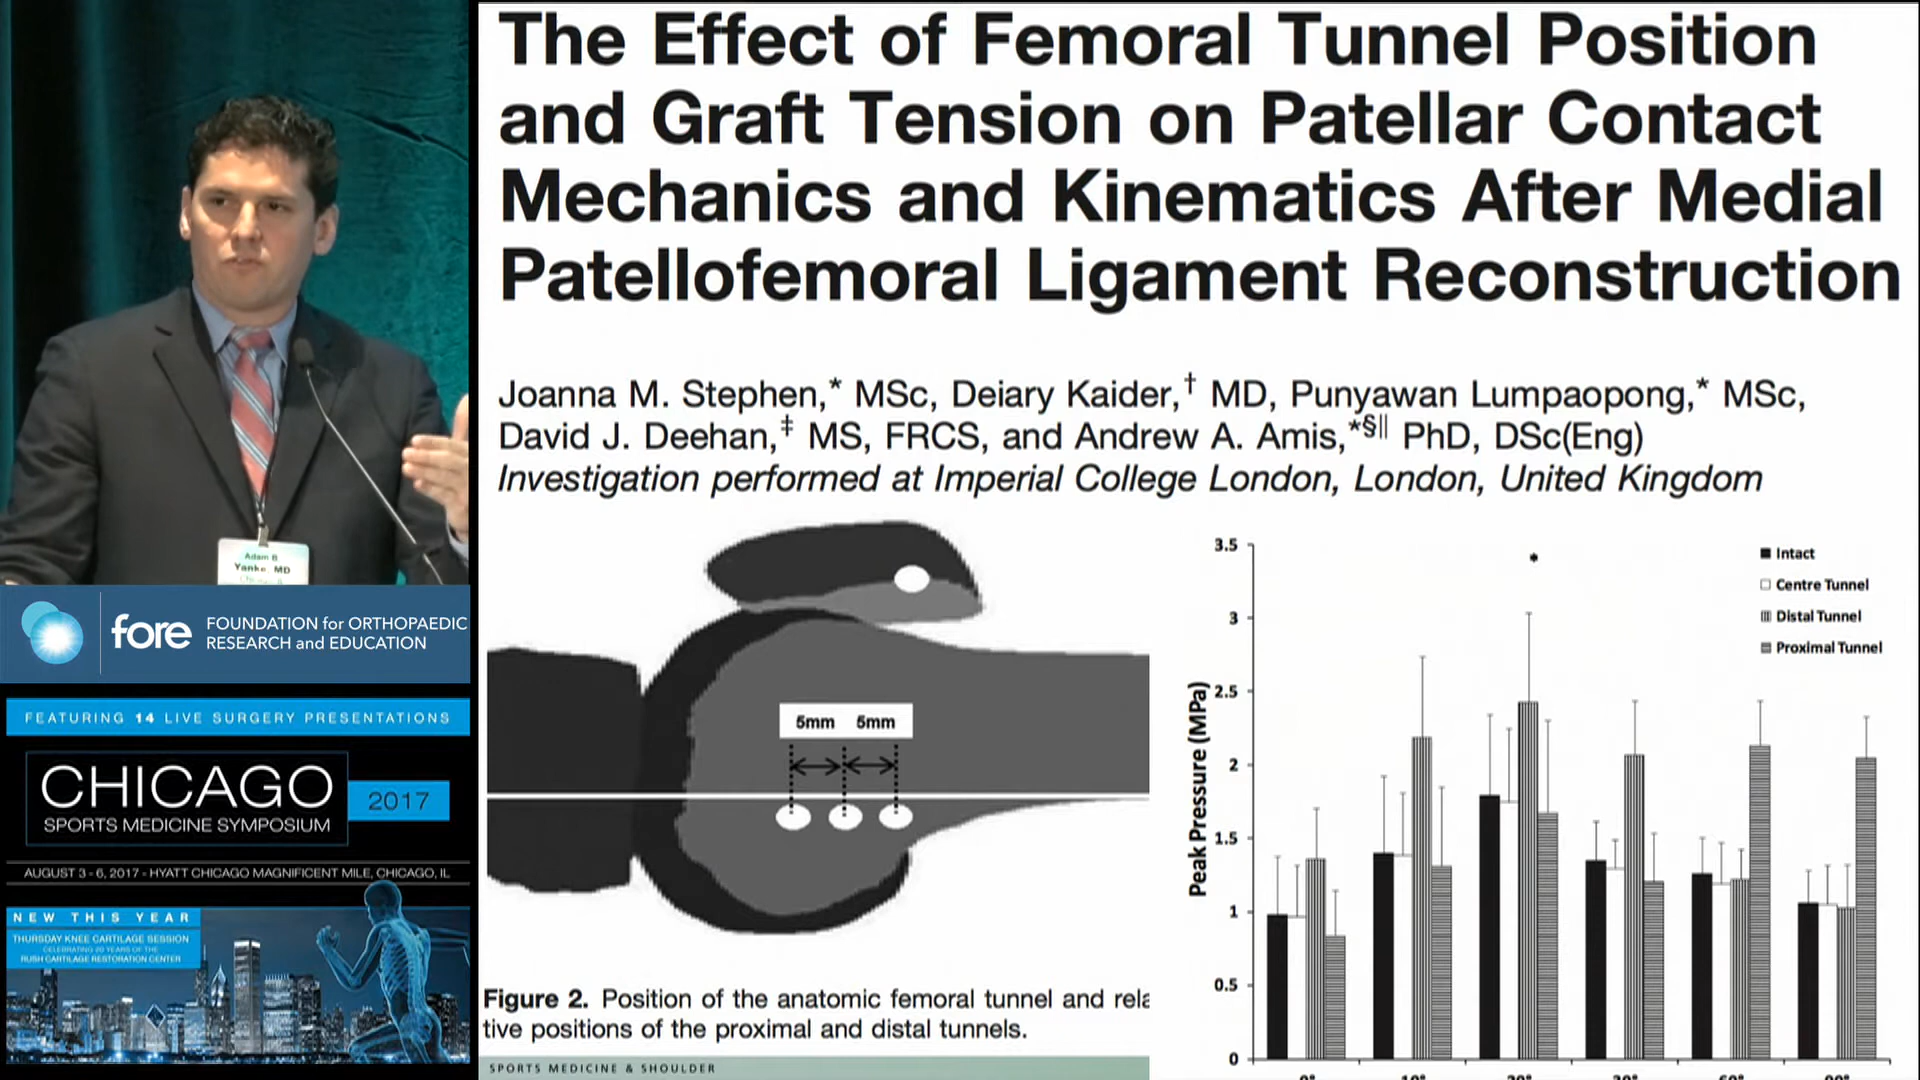 The Effect of Femoral Tunnel Position
and Graft Tension on Patellar Contact
Mechanics and Kinematics After Medial
Patellofemoral Ligament Reconstruction
Joanna M. Stephen,* MSc, Deiary Kaider,† MD, Punyawan Lumpaopong,* MSc,
David J. Deehan,‡ MS, FRCS, and Andrew A. Amis,*§|| PhD, DSc(Eng)
Investigation performed at Imperial College London, London, United Kingdom
5mm 5mm
Figure 2. Position of the anatomic femoral tunnel and rela
tive positions of the proximal and distal tunnels.
SPORTS MEDICINE & SHOULDER
Peak Pressure (MPa)
3.5
3
2.5
2
1.5
1
0.5
0
*
Intact
Centre Tunnel
Distal Tunnel
Proximal Tunnel
Adam B.
Yanke, MD
fore
FOUNDATION for ORTHOPAEDIC
RESEARCH and EDUCATION
FEATURING 14 LIVE SURGERY PRESENTATIONS
CHICAGO
SPORTS MEDICINE SYMPOSIUM
2017
AUGUST 3 - 6, 2017 - HYATT CHICAGO MAGNIFICENT MILE, CHICAGO, IL
NEW THIS YEAR
THURSDAY KNEE CARTILAGE SESSION
CELEBRATING 20 YEARS OF THE
RUSH CARTILAGE RESTORATION CENTER